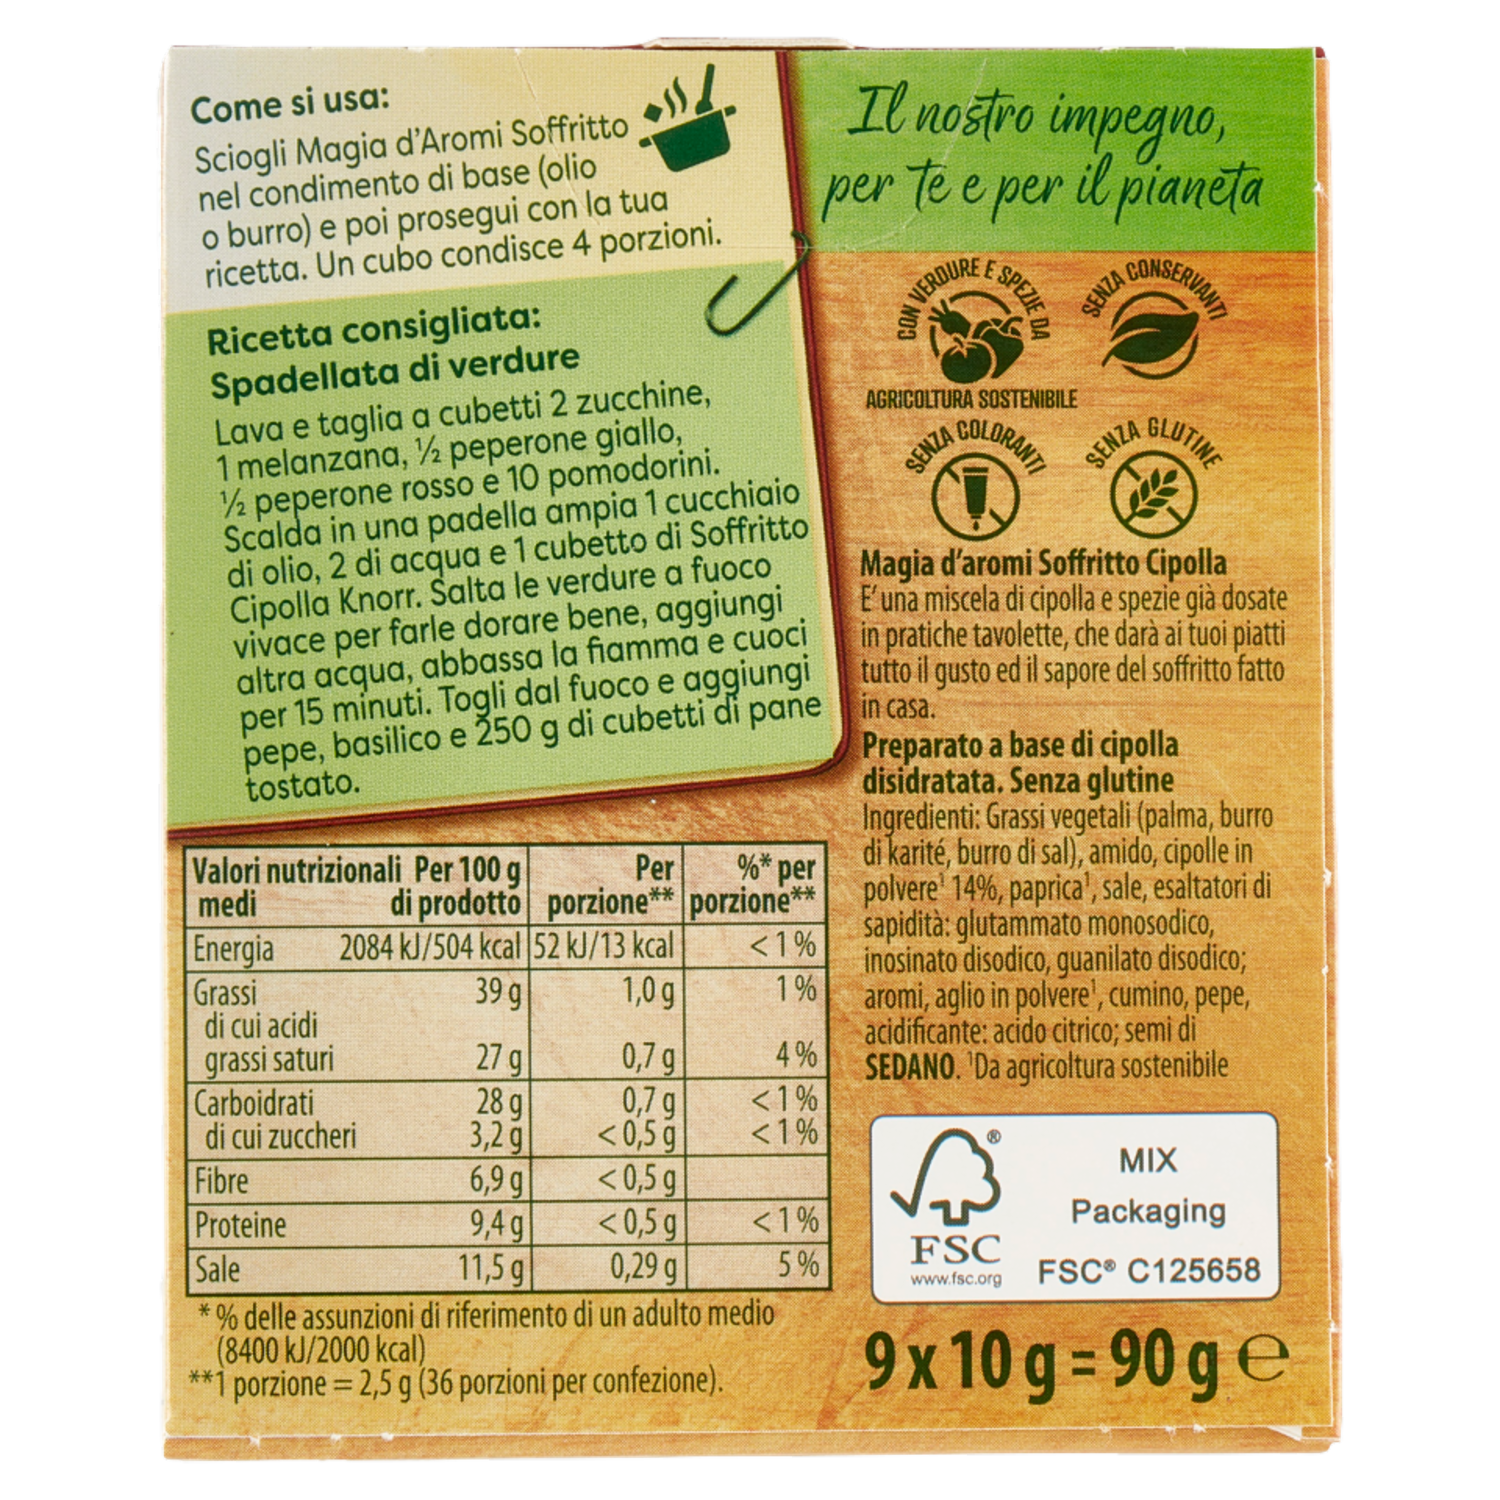 Come si usa:
Sciogli Magia d'Aromi Soffritto
nel condimento di base (olio
o burro) e poi prosegui con la tua
ricetta. Un cubo condisce 4 porzioni.
Ricetta consigliata:
Spadellata di verdure
Lava e taglia a cubetti 2 zucchine,
1 melanzana, ½ peperone giallo,
½ peperone rosso e 10 pomodorini.
Scalda in una padella ampia 1 cucchiaio
di olio, 2 di acqua e 1 cubetto di Soffritto
Cipolla Knorr. Salta le verdure a fuoco
vivace per farle dorare bene, aggiungi
altra acqua, abbassa la fiamma e cuoci
per 15 minuti. Togli dal fuoco e aggiungi
pepe, basilico e 250 g di cubetti di pane
tostato.
Valori nutrizionali Per 100 g Per %* per
medi di prodotto porzione** porzione**
Energia 2084 kJ/504 kcal 52 kJ/13 kcal <1%
Grassi 39 g 1,0 g 1%
di cui acidi
grassi saturi 27 g 0,7 g 4%
Carboidrati 28 g 0,7 g <1%
di cui zuccheri 3,2 g <0,5 g <1%
Fibre 6,9 g <0,5 g
Proteine 9,4 g <0,5 g <1%
Sale 11,5 g 0,29 g 5%
* % delle assunzioni di riferimento di un adulto medio
(8400 kJ/2000 kcal)
**1 porzione = 2,5 g (36 porzioni per confezione).
Il nostro impegno,
per te e per il pianeta
CON VERDURE E SPEZIE DA
AGRICOLTURA SOSTENIBILE
SENZA CONSERVANTI
SENZA COLORANTI
SENZA GLUTINE
Magia d'aromi Soffritto Cipolla
E' una miscela di cipolla e spezie già dosate
in pratiche tavolette, che darà ai tuoi piatti
tutto il gusto ed il sapore del soffritto fatto
in casa.
Preparato a base di cipolla
disidratata. Senza glutine
Ingredienti: Grassi vegetali (palma, burro
di karité, burro di sal), amido, cipolle in
polvere¹ 14%, paprica¹, sale, esaltatori di
sapidità: glutammato monosodico,
inosinato disodico, guanilato disodico;
aromi, aglio in polvere¹, cumino, pepe,
acidificante: acido citrico; semi di
SEDANO. ¹Da agricoltura sostenibile
®
FSC
www.fsc.org
MIX
Packaging
FSC® C125658
9 x 10 g = 90 g ℮